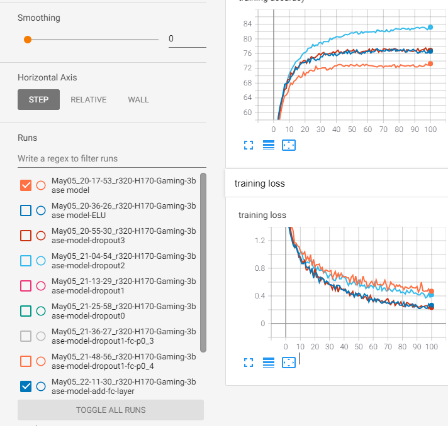 Smoothing
0
Horizontal Axis
STEP RELATIVE WALL
Runs
Write a regex to filter runs
May05_20-17-53_r320-H170-Gaming-3b
ase model
May05_20-36-26_r320-H170-Gaming-3b
ase-model-ELU
May05_20-55-30_r320-H170-Gaming-3b
ase-model-dropout3
May05_21-04-54_r320-H170-Gaming-3b
ase-model-dropout2
May05_21-13-29_r320-H170-Gaming-3b
ase-model-dropout1
May05_21-25-58_r320-H170-Gaming-3b
ase-model-dropout0
May05_21-36-27_r320-H170-Gaming-3b
ase-model-dropout1-fc-p0_3
May05_21-48-56_r320-H170-Gaming-3b
ase-model-dropout1-fc-p0_4
May05_22-11-30_r320-H170-Gaming-3b
ase-model-add-fc-layer
TOGGLE ALL RUNS
training accuracy
84
80
76
72
68
64
60
0 10 20 30 40 50 60 70 80 90 100
training loss
training loss
1.2
0.8
0.4
0
0 10 20 30 40 50 60 70 80 90 100